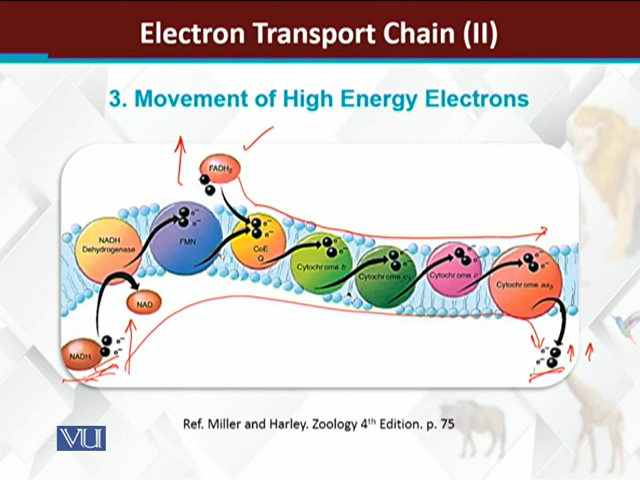 Electron Transport Chain (II)
3. Movement of High Energy Electrons
FADH₂
NADH
Dehydrogenase
FMN
CoE
Q
Cytochrome b
Cytochrome c₁
Cytochrome c
Cytochrome aa₃
NAD
NADH
Ref. Miller and Harley. Zoology 4th Edition. p. 75
VU